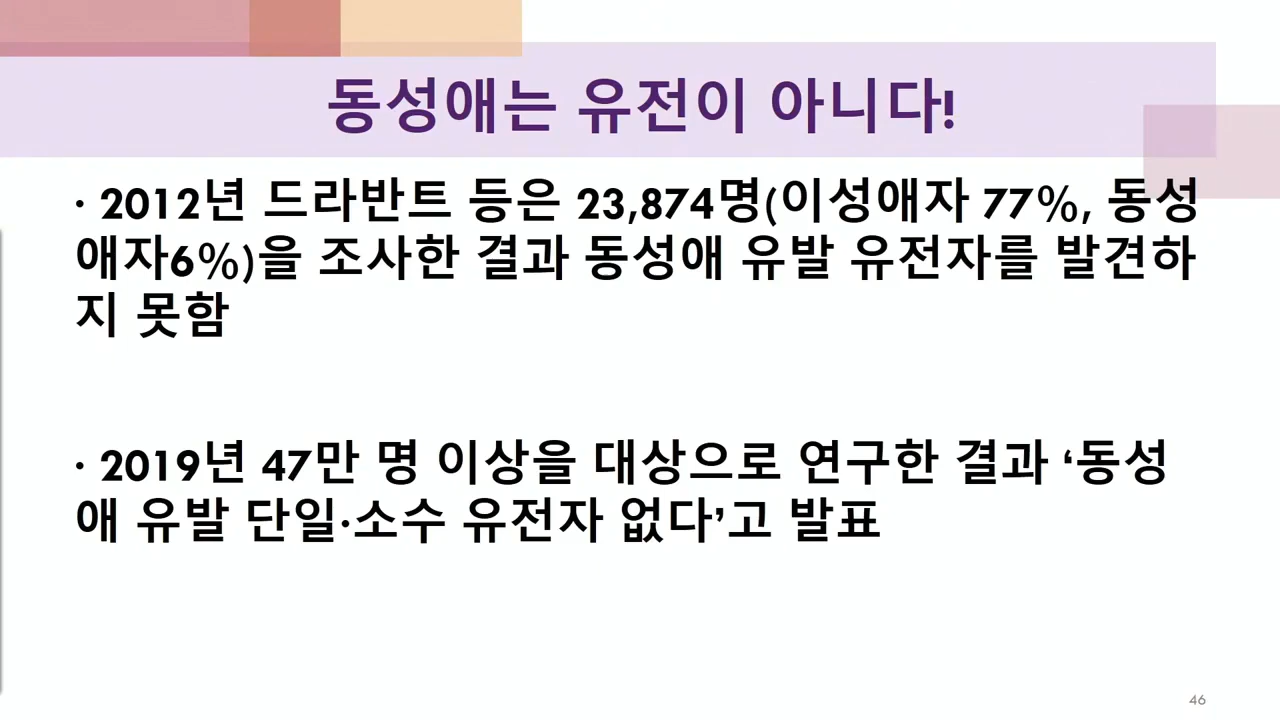 동성애는 유전이 아니다!
· 2012년 드라반트 등은 23,874명(이성애자 77%, 동성
애자6%)을 조사한 결과 동성애 유발 유전자를 발견하
지 못함
· 2019년 47만 명 이상을 대상으로 연구한 결과 ‘동성
애 유발 단일·소수 유전자 없다’고 발표
46